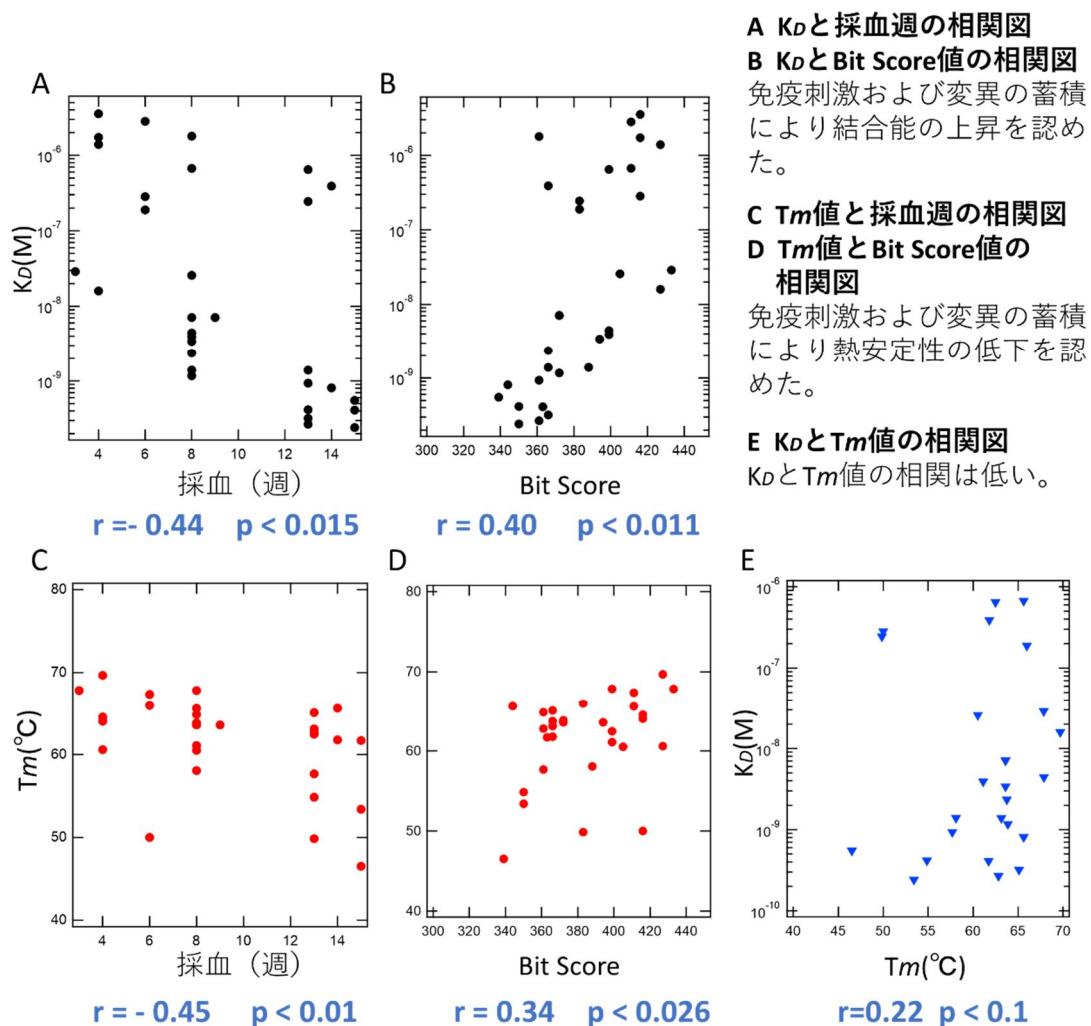 A KDと採血週の相関図
B KDとBit Score値の相関図
免疫刺激および変異の蓄積
により結合能の上昇を認め
た。
C Tm値と採血週の相関図
D Tm値とBit Score値の
相関図
免疫刺激および変異の蓄積
により熱安定性の低下を認
めた。
E KDとTm値の相関図
KDとTm値の相関は低い。
A
KD(M)
10-6
10-7
10-8
10-9
4 6 8 10 12 14
採血（週）
r =- 0.44 p < 0.015
B
10-6
10-7
10-8
10-9
300 320 340 360 380 400 420 440
Bit Score
r = 0.40 p < 0.011
C
Tm(℃)
80
70
60
50
40
4 6 8 10 12 14
採血（週）
r = - 0.45 p < 0.01
D
80
70
60
50
40
300 320 340 360 380 400 420 440
Bit Score
r = 0.34 p < 0.026
E
KD(M)
10-6
10-7
10-8
10-9
10-10
40 45 50 55 60 65 70
Tm(℃)
r=0.22 p < 0.1